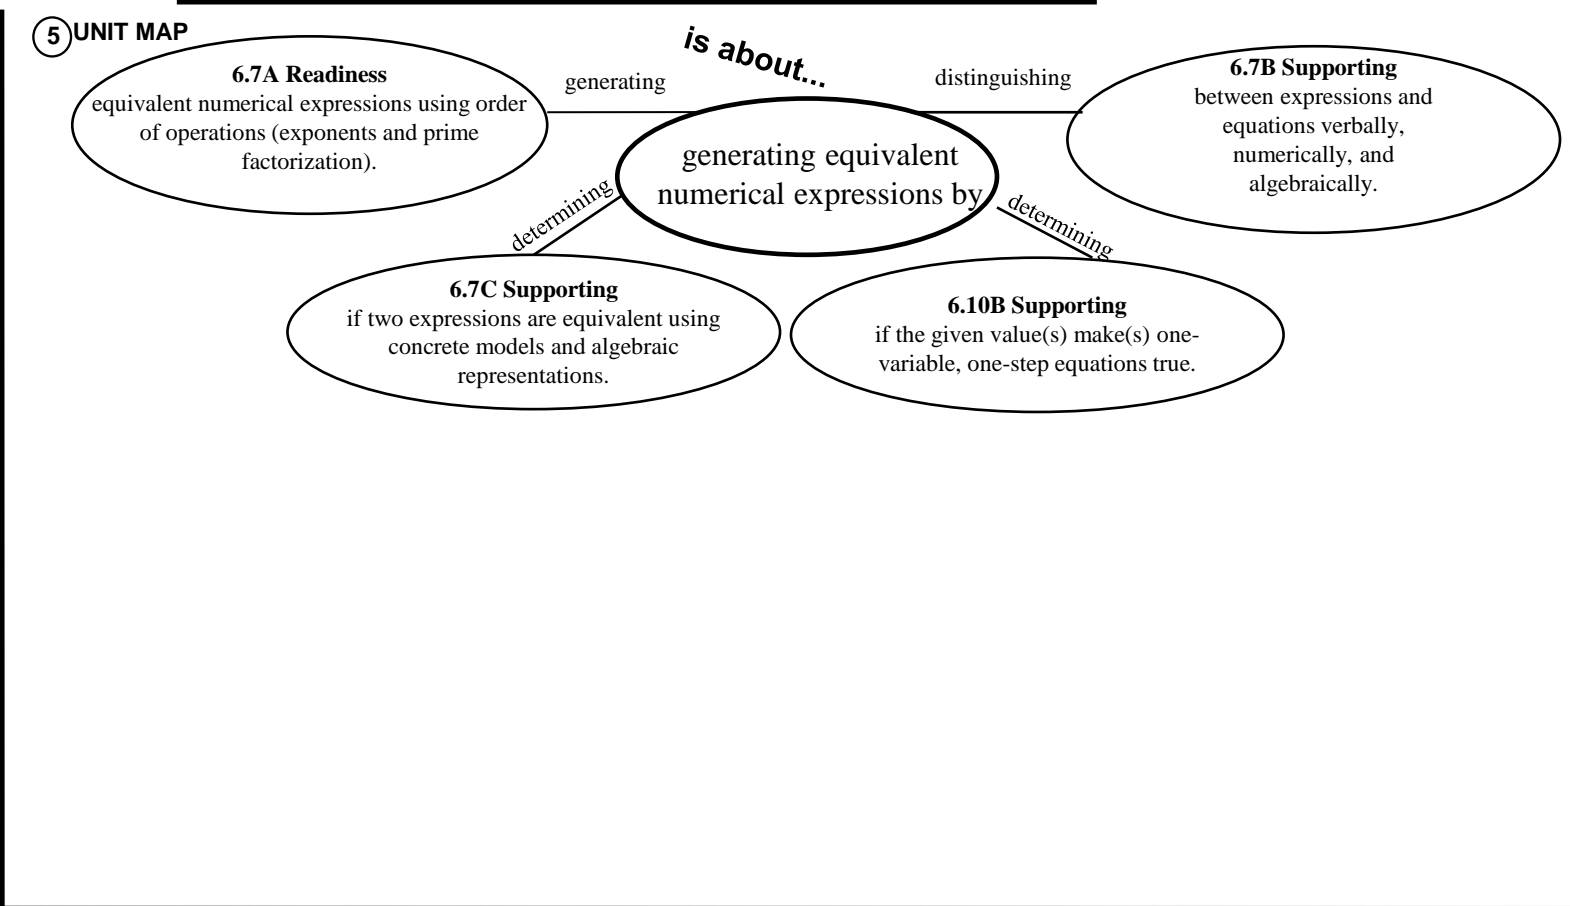 5 UNIT MAP
is about...
6.7A Readiness
equivalent numerical expressions using order
of operations (exponents and prime
factorization).
generating
distinguishing
6.7B Supporting
between expressions and
equations verbally,
numerically, and
algebraically.
generating equivalent
numerical expressions by
determining
determining
6.7C Supporting
if two expressions are equivalent using
concrete models and algebraic
representations.
6.10B Supporting
if the given value(s) make(s) one-
variable, one-step equations true.